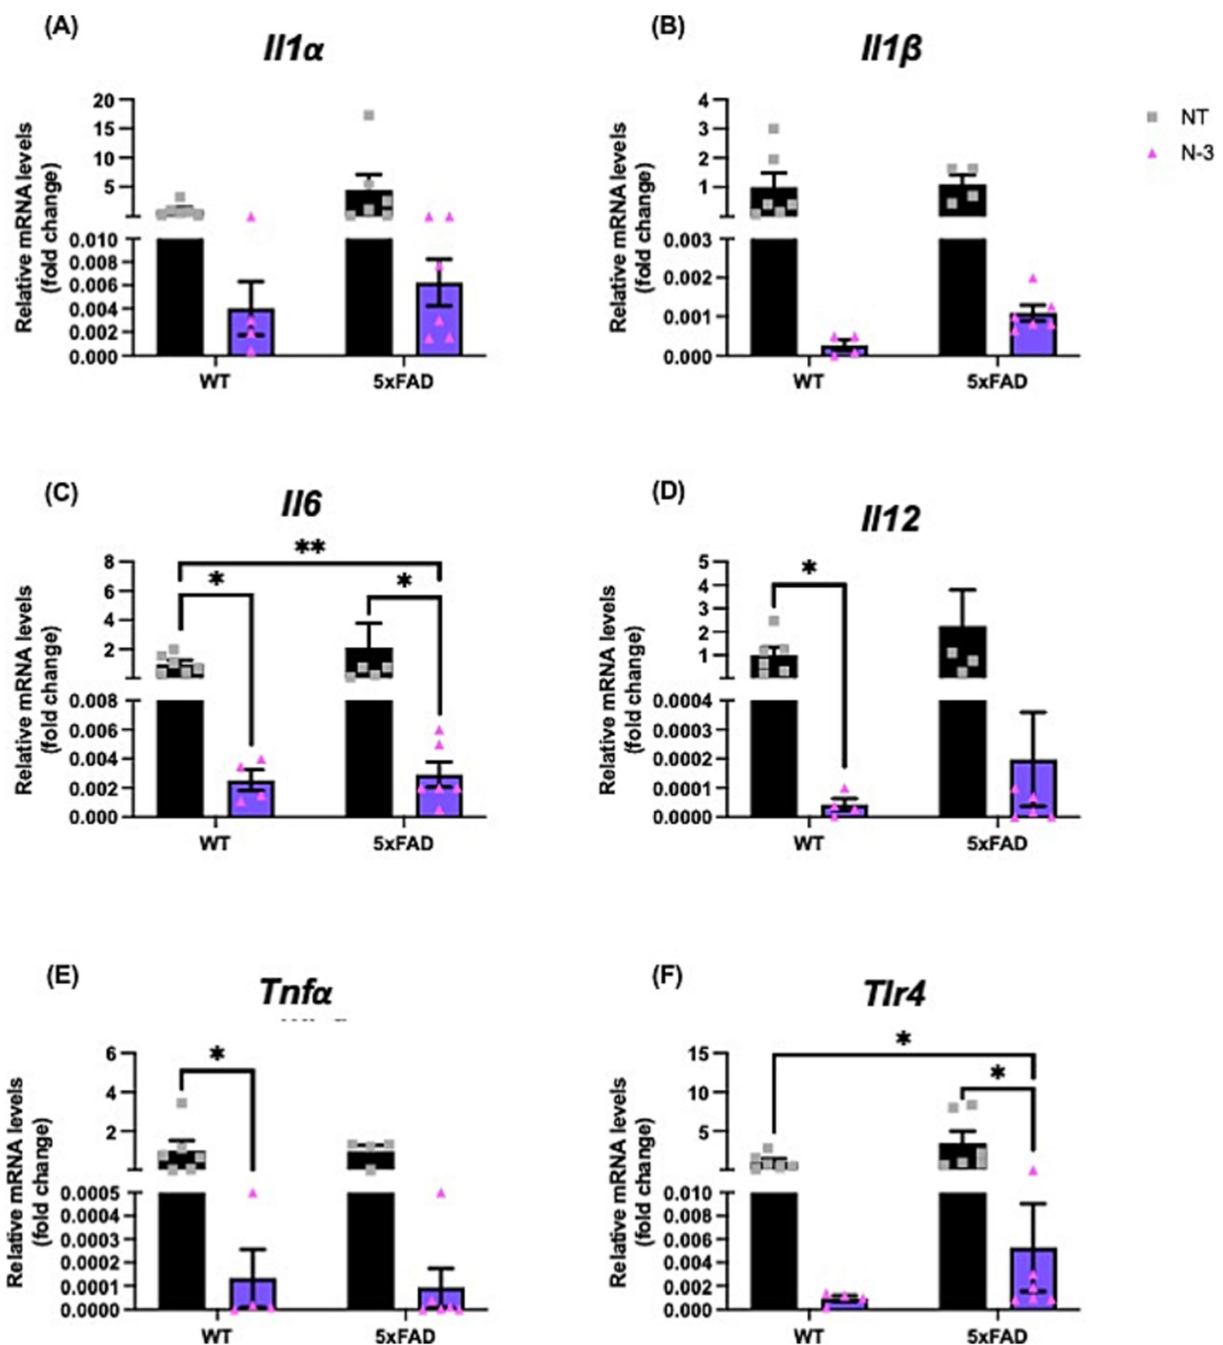 (A)
Il1α
Relative mRNA levels
(fold change)
20
15
10
5
0.010
0.008
0.006
0.004
0.002
0.000
WT
5xFAD
(B)
Il1β
Relative mRNA levels
(fold change)
4
3
2
1
0.003
0.002
0.001
0.000
WT
5xFAD
NT
N-3
(C)
Il6
Relative mRNA levels
(fold change)
8
6
4
2
0.008
0.006
0.004
0.002
0.000
**
*
*
WT
5xFAD
(D)
Il12
Relative mRNA levels
(fold change)
5
4
3
2
1
0.0004
0.0003
0.0002
0.0001
0.0000
*
WT
5xFAD
(E)
Tnfα
Relative mRNA levels
(fold change)
6
4
2
0.0005
0.0004
0.0003
0.0002
0.0001
0.0000
*
WT
5xFAD
(F)
Tlr4
Relative mRNA levels
(fold change)
15
10
5
0.010
0.008
0.006
0.004
0.002
0.000
*
*
WT
5xFAD